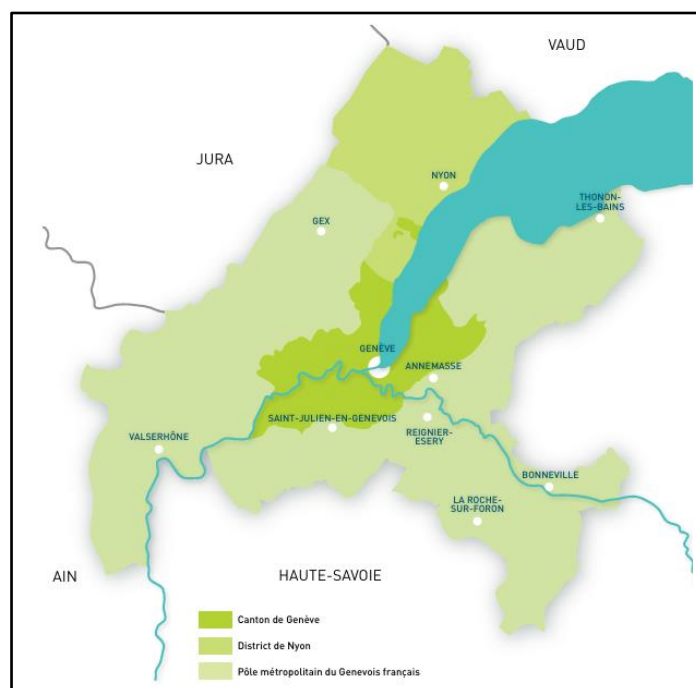 VAUD
JURA
NYON
THONON-
LES-BAINS
GEX
GENÈVE
ANNEMASSE
SAINT-JULIEN-EN-GENEVOIS
REIGNIER-
ESERY
VALSERHÔNE
BONNEVILLE
LA ROCHE-
SUR-FORON
AIN
HAUTE-SAVOIE
Canton de Genève
District de Nyon
Pôle métropolitain du Genevois français